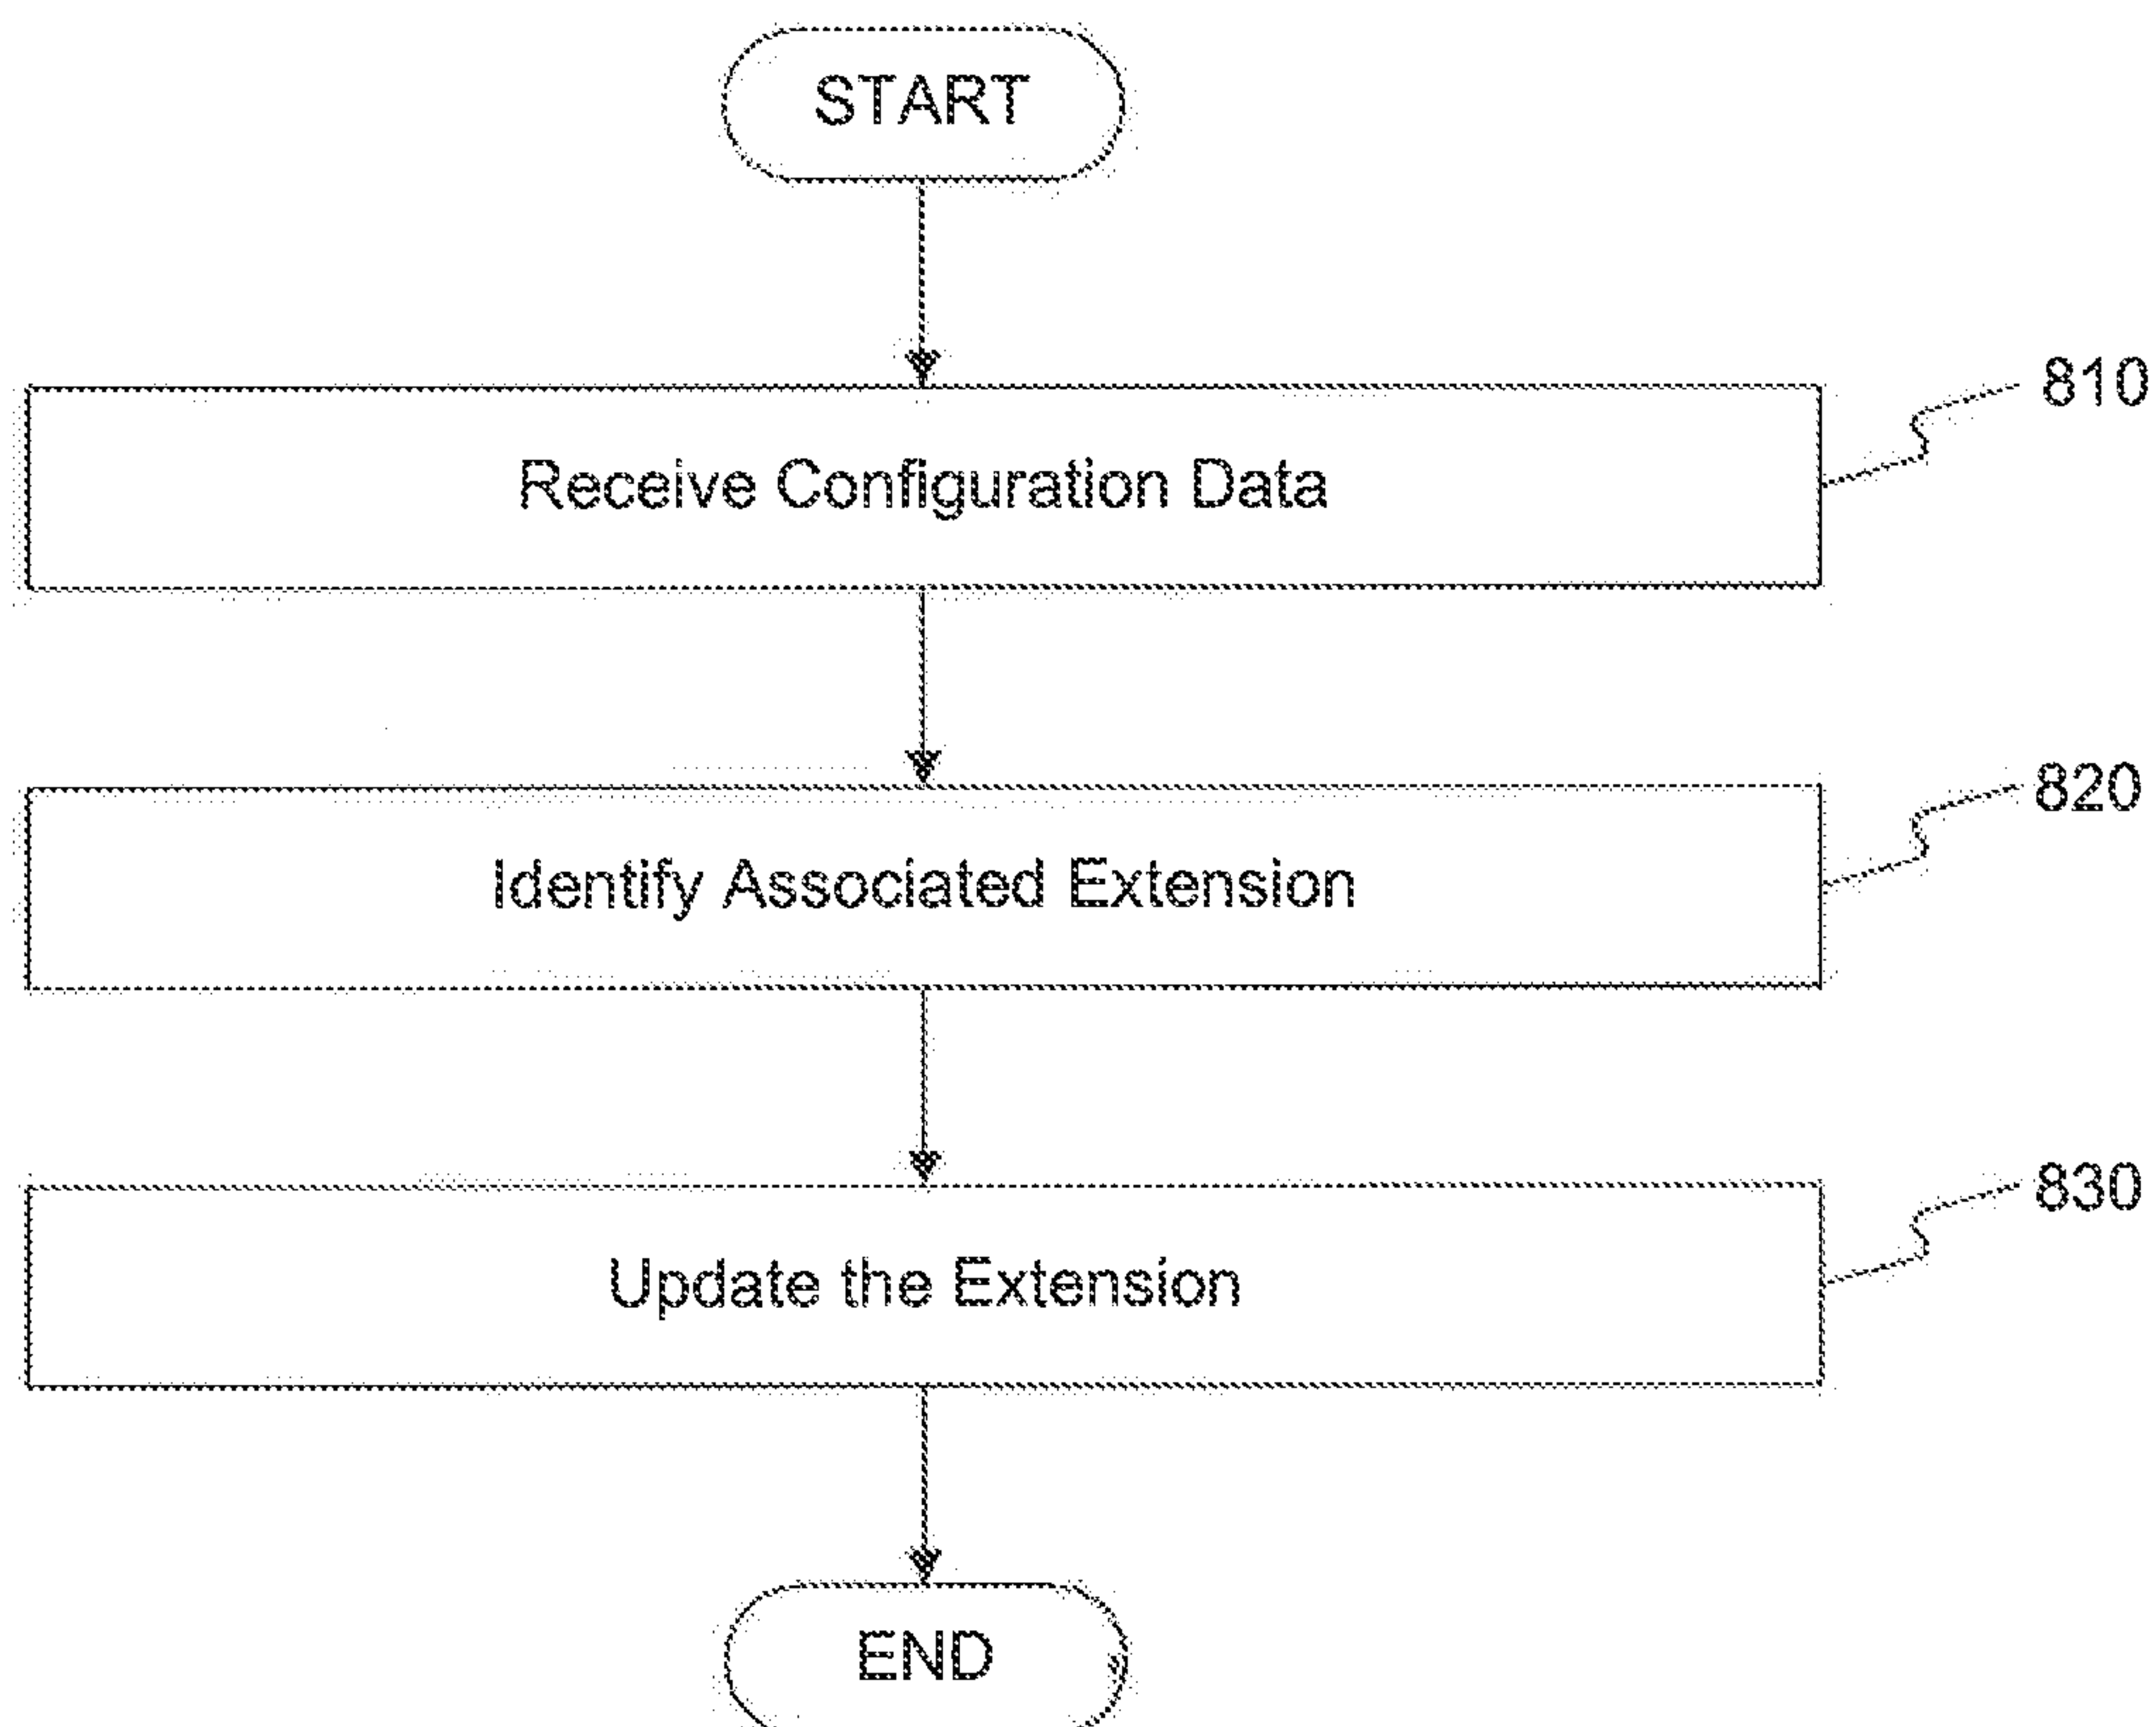 START
810
Receive Configuration Data
820
Identify Associated Extension
830
Update the Extension
END